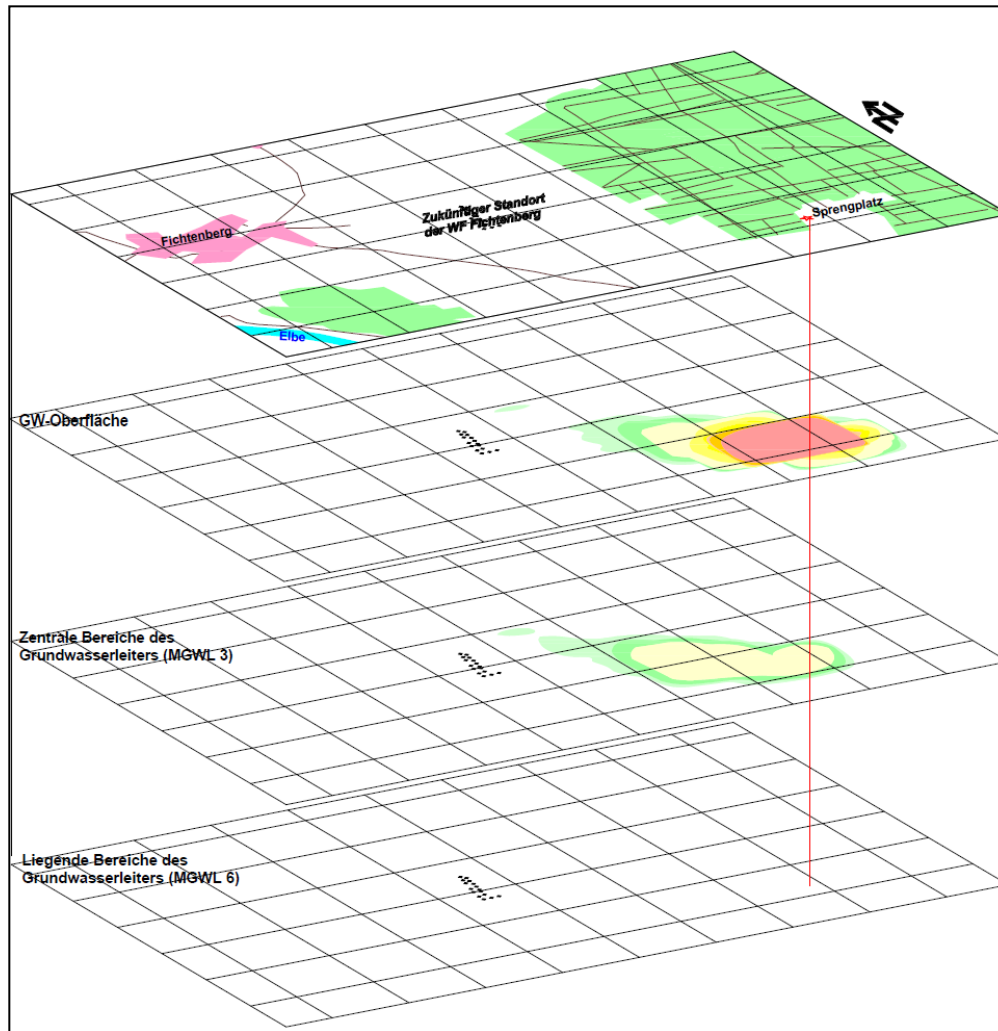 N
Sprengplatz
Zukünftiger Standort
der WF Fichtenberg
Fichtenberg
Elbe
GW-Oberfläche
Zentrale Bereiche des
Grundwasserleiters (MGWL 3)
Liegende Bereiche des
Grundwasserleiters (MGWL 6)